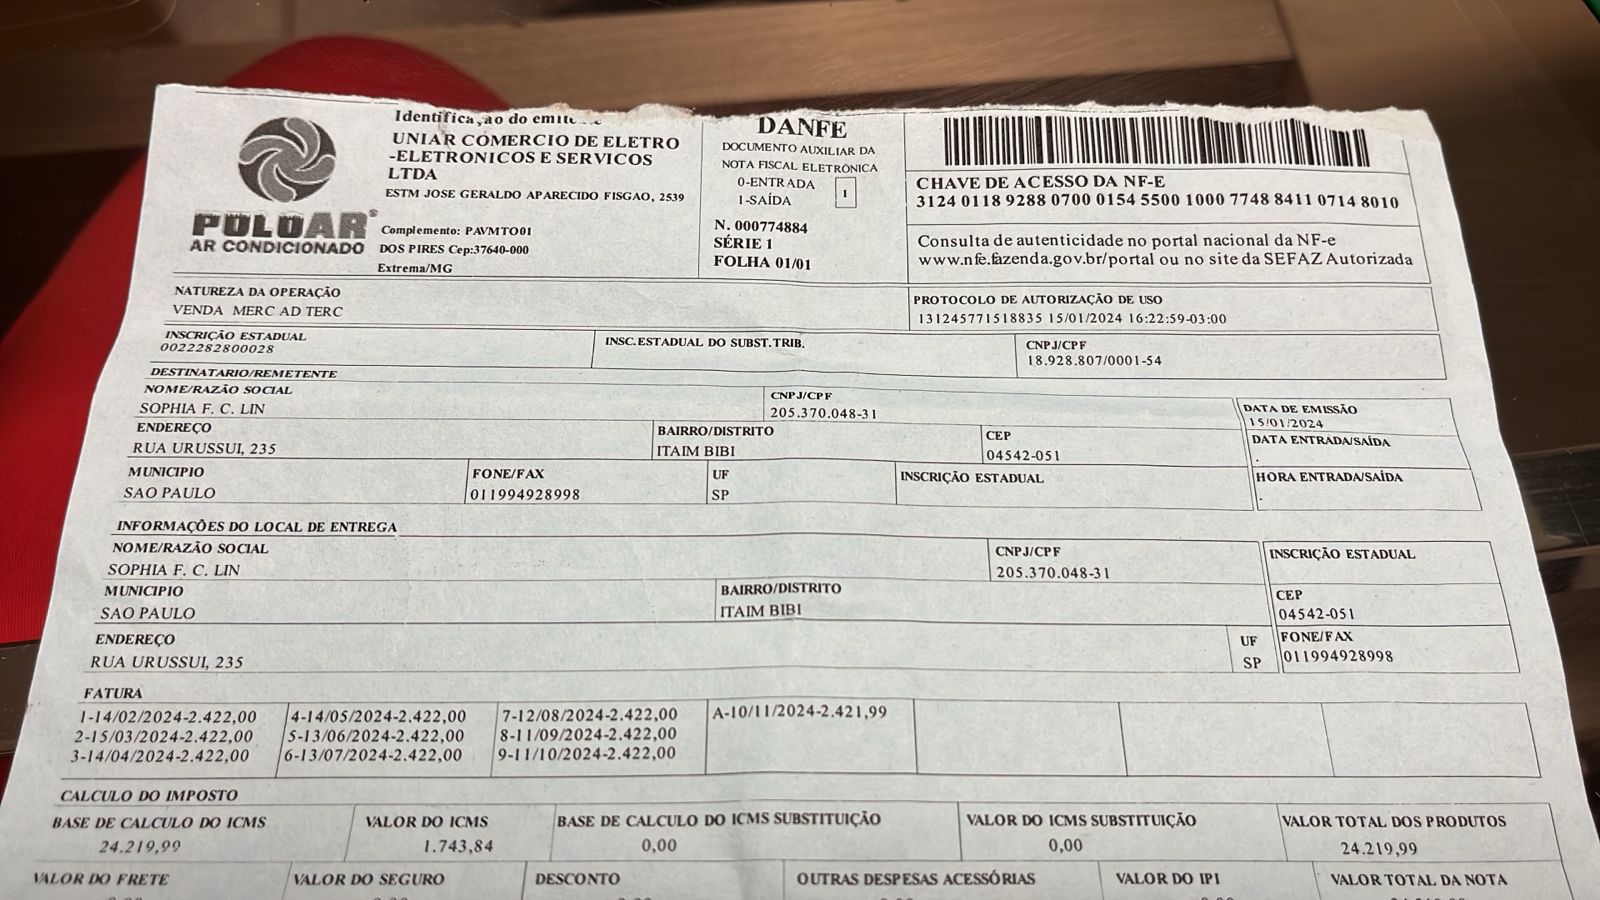 Identificação do
UNIAR COMERCIO DE ELETRO
-ELETRONICOS E SERVICOS
LTDA
ESTM JOSE GERALDO APARECIDO FISGAO, 2539
POLOAR®
AR CONDICIONADO
Complemento: PAVMTO01
DOS PIRES Cep:37640-000
Extrema/MG
DANFE
DOCUMENTO AUXILIAR DA
NOTA FISCAL ELETRÔNICA
0-ENTRADA
1-SAÍDA
1
N. 000774884
SÉRIE 1
FOLHA 01/01
CHAVE DE ACESSO DA NF-E
3124 0118 9288 0700 0154 5500 1000 7748 8411 0714 8010
Consulta de autenticidade no portal nacional da NF-e
www.nfe.fazenda.gov.br/portal ou no site da SEFAZ Autorizada
NATUREZA DA OPERAÇÃO
VENDA MERC AD TERC
PROTOCOLO DE AUTORIZAÇÃO DE USO
131245771518835 15/01/2024 16:22:59-03:00
INSCRIÇÃO ESTADUAL
0022282800028
INSC.ESTADUAL DO SUBST.TRIB.
CNPJ/CPF
18.928.807/0001-54
DESTINATARIO/REMETENTE
NOME/RAZÃO SOCIAL
SOPHIA F. C. LIN
CNPJ/CPF
205.370.048-31
DATA DE EMISSÃO
15/01/2024
ENDEREÇO
RUA URUSSUI, 235
BAIRRO/DISTRITO
ITAIM BIBI
CEP
04542-051
DATA ENTRADA/SAÍDA
.
MUNICIPIO
SAO PAULO
FONE/FAX
011994928998
UF
SP
INSCRIÇÃO ESTADUAL
HORA ENTRADA/SAÍDA
.
INFORMAÇÕES DO LOCAL DE ENTREGA
NOME/RAZÃO SOCIAL
SOPHIA F. C. LIN
CNPJ/CPF
205.370.048-31
INSCRIÇÃO ESTADUAL
MUNICIPIO
SAO PAULO
BAIRRO/DISTRITO
ITAIM BIBI
CEP
04542-051
ENDEREÇO
RUA URUSSUI, 235
UF
SP
FONE/FAX
011994928998
FATURA
1-14/02/2024-2.422,00 4-14/05/2024-2.422,00 7-12/08/2024-2.422,00 A-10/11/2024-2.421,99
2-15/03/2024-2.422,00 5-13/06/2024-2.422,00 8-11/09/2024-2.422,00
3-14/04/2024-2.422,00 6-13/07/2024-2.422,00 9-11/10/2024-2.422,00
CALCULO DO IMPOSTO
BASE DE CALCULO DO ICMS
24.219,99
VALOR DO ICMS
1.743,84
BASE DE CALCULO DO ICMS SUBSTITUIÇÃO
0,00
VALOR DO ICMS SUBSTITUIÇÃO
0,00
VALOR TOTAL DOS PRODUTOS
24.219,99
VALOR DO FRETE
VALOR DO SEGURO
DESCONTO
OUTRAS DESPESAS ACESSÓRIAS
VALOR DO IPI
VALOR TOTAL DA NOTA